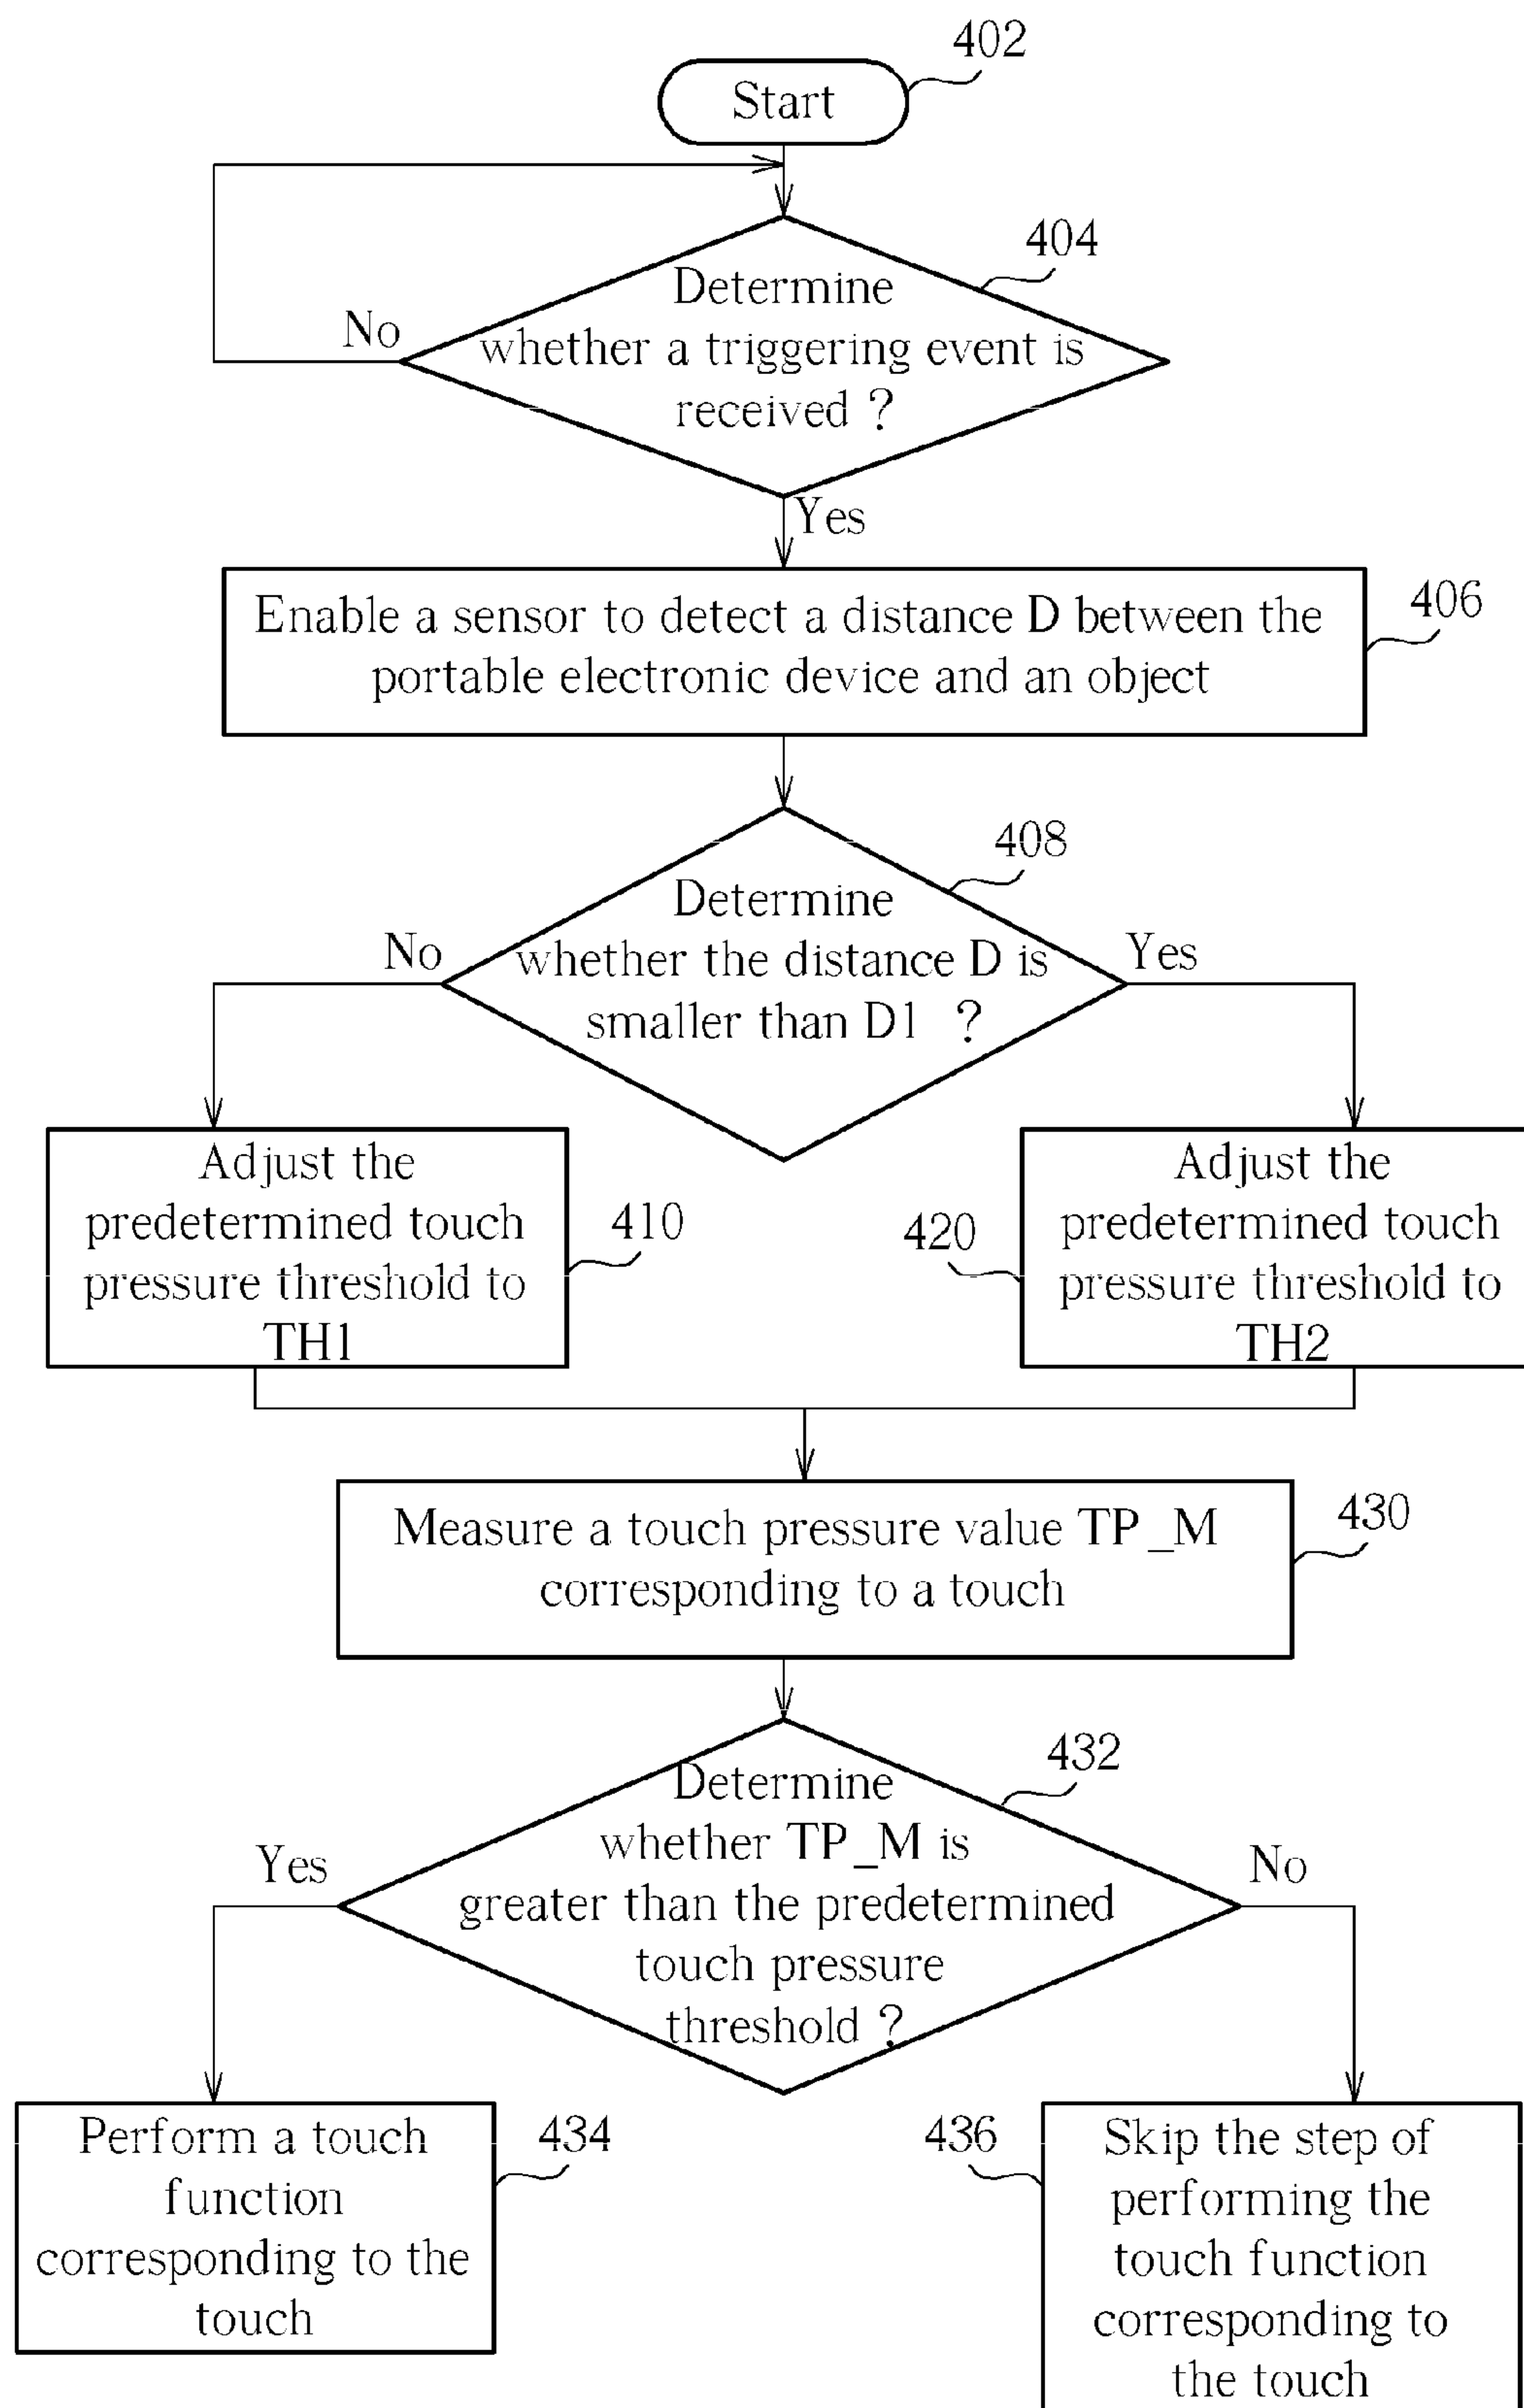 402
Start
404
Determine
No
whether a triggering event is
received ?
Yes
406
Enable a sensor to detect a distance D between the
portable electronic device and an object
408
Determine
No
whether the distance D is
Yes
smaller than D1 ?
Adjust the
predetermined touch
pressure threshold to
TH1
410
420
Adjust the
predetermined touch
pressure threshold to
TH2
Measure a touch pressure value TP_M
corresponding to a touch
430
432
Determine
whether TP_M is
greater than the predetermined
touch pressure
threshold ?
Yes
No
Perform a touch
function
corresponding to the
touch
434
436
Skip the step of
performing the
touch function
corresponding to
the touch